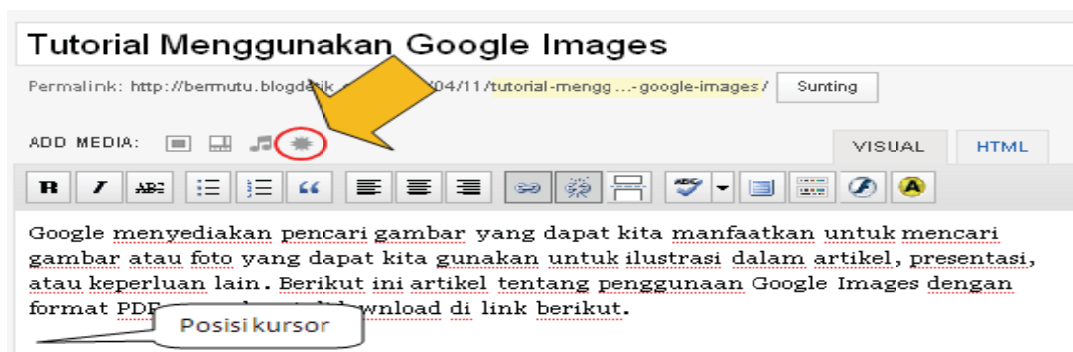 Tutorial Menggunakan Google Images
Permalink: http://bermutu.blogdetik 04/11/tutorial-mengg...-google-images/ Sunting
ADD MEDIA: VISUAL HTML
B I ABC ABC A
Google menyediakan pencari gambar yang dapat kita manfaatkan untuk mencari
gambar atau foto yang dapat kita gunakan untuk ilustrasi dalam artikel, presentasi,
atau keperluan lain. Berikut ini artikel tentang penggunaan Google Images dengan
format PDF di link berikut.
Posisi kursor